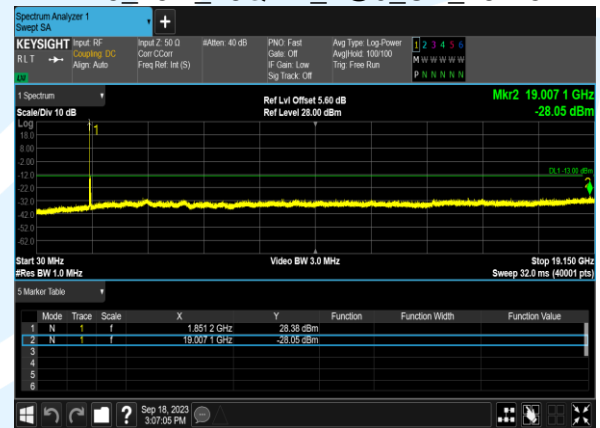 Spectrum Analyzer 1
Swept SA
+
KEYSIGHT
RLT
LXI
Input: RF
Coupling: DC
Align: Auto
Input Z: 50 Ω
Corr CCorr
Freq Ref: Int (S)
#Atten: 40 dB
PNO: Fast
Gate: Off
IF Gain: Low
Sig Track: Off
Avg Type: Log-Power
Avg|Hold: 100/100
Trig: Free Run
1 2 3 4 5 6
M W W W W W
P N N N N N
1 Spectrum
Scale/Div 10 dB
Ref Lvl Offset 5.60 dB
Ref Level 28.00 dBm
Mkr2 19.007 1 GHz
-28.05 dBm
Log
18.0
8.00
-2.00
-12.0
-22.0
-32.0
-42.0
-52.0
-62.0
1
DL1 -13.00 dBm
2
Start 30 MHz
#Res BW 1.0 MHz
Video BW 3.0 MHz
Stop 19.150 GHz
Sweep 32.0 ms (40001 pts)
5 Marker Table
Mode Trace Scale X Y Function Function Width Function Value
1 N 1 f 1.851 2 GHz 28.38 dBm
2 N 1 f 19.007 1 GHz -28.05 dBm
3
4
5
6
?
Sep 18, 2023
3:07:05 PM